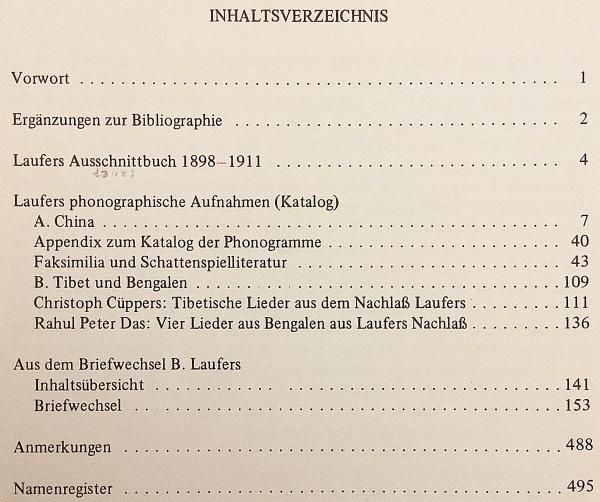 INHALTSVERZEICHNIS
Vorwort . . . . . . . . . . . . . . . . . . . . . . . . . . . . . . . . . . . . . . . . 1
Ergänzungen zur Bibliographie . . . . . . . . . . . . . . . . . . . . . . . . . . . 2
Laufers Ausschnittbuch 1898–1911 . . . . . . . . . . . . . . . . . . . . . . . . 4
Laufers phonographische Aufnahmen (Katalog)
A. China . . . . . . . . . . . . . . . . . . . . . . . . . . . . . . . . . . . . . . 7
Appendix zum Katalog der Phonogramme . . . . . . . . . . . . . . . . . . . 40
Faksimilia und Schattenspielliteratur . . . . . . . . . . . . . . . . . . . . . . 43
B. Tibet und Bengalen . . . . . . . . . . . . . . . . . . . . . . . . . . . . . . 109
Christoph Cüppers: Tibetische Lieder aus dem Nachlaß Laufers . . . . . . . 111
Rahul Peter Das: Vier Lieder aus Bengalen aus Laufers Nachlaß . . . . . . . 136
Aus dem Briefwechsel B. Laufers
Inhaltsübersicht . . . . . . . . . . . . . . . . . . . . . . . . . . . . . . . . . . 141
Briefwechsel . . . . . . . . . . . . . . . . . . . . . . . . . . . . . . . . . . . . 153
Anmerkungen . . . . . . . . . . . . . . . . . . . . . . . . . . . . . . . . . . . . 488
Namenregister . . . . . . . . . . . . . . . . . . . . . . . . . . . . . . . . . . . . 495